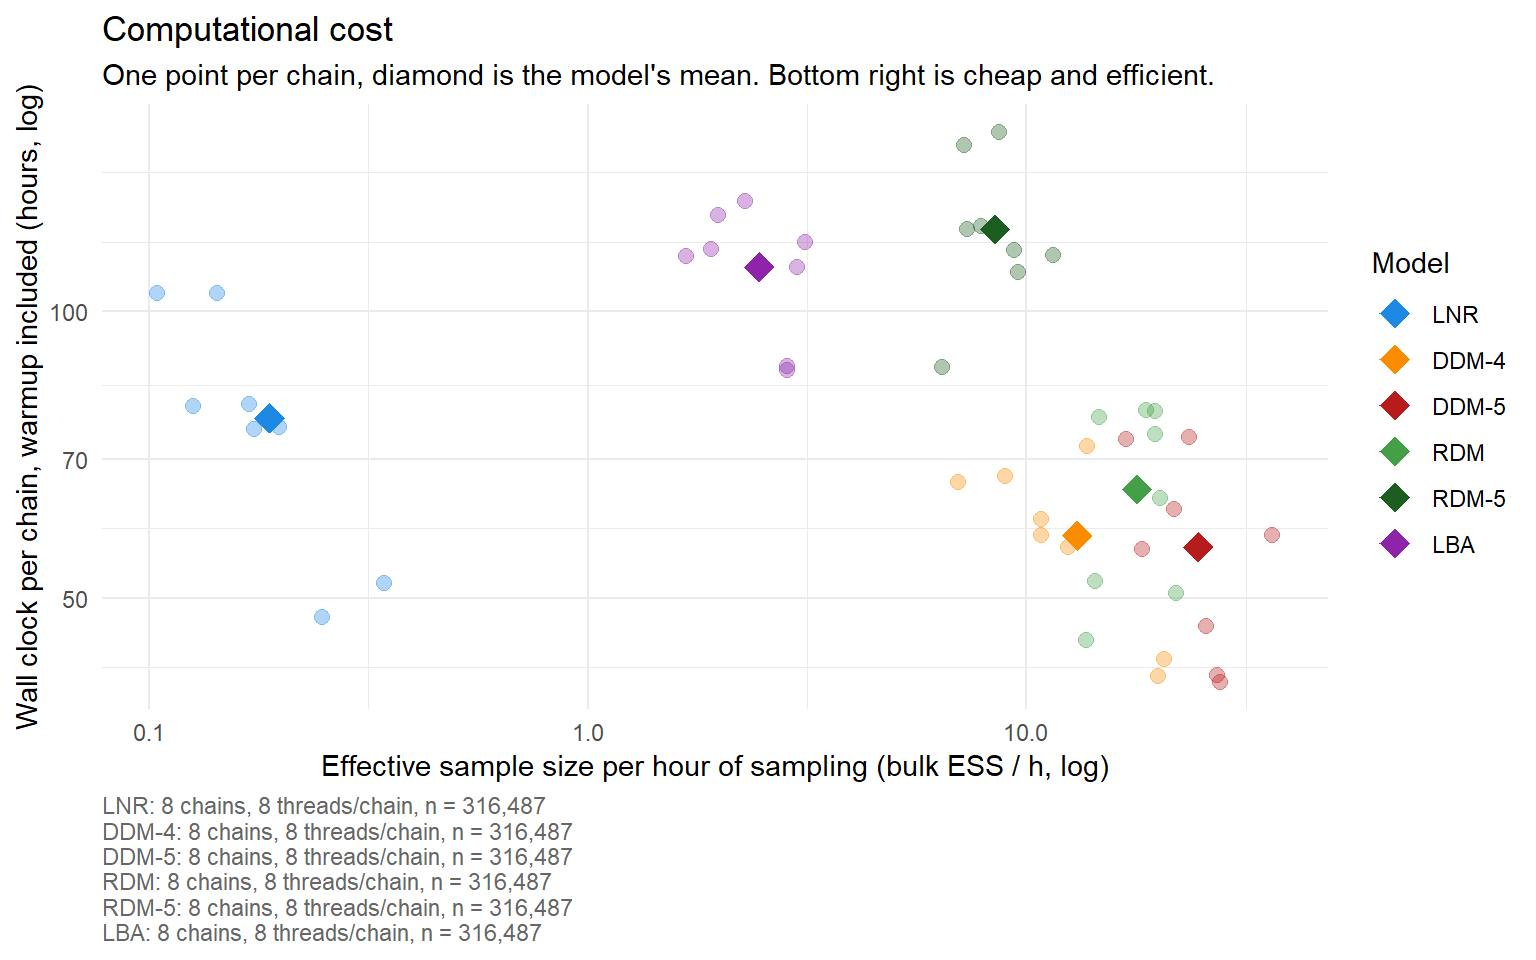 Computational cost
One point per chain, diamond is the model's mean. Bottom right is cheap and efficient.
Wall clock per chain, warmup included (hours, log)
100
70
50
0.1
1.0
10.0
Effective sample size per hour of sampling (bulk ESS / h, log)
Model
LNR
DDM-4
DDM-5
RDM
RDM-5
LBA
LNR: 8 chains, 8 threads/chain, n = 316,487
DDM-4: 8 chains, 8 threads/chain, n = 316,487
DDM-5: 8 chains, 8 threads/chain, n = 316,487
RDM: 8 chains, 8 threads/chain, n = 316,487
RDM-5: 8 chains, 8 threads/chain, n = 316,487
LBA: 8 chains, 8 threads/chain, n = 316,487